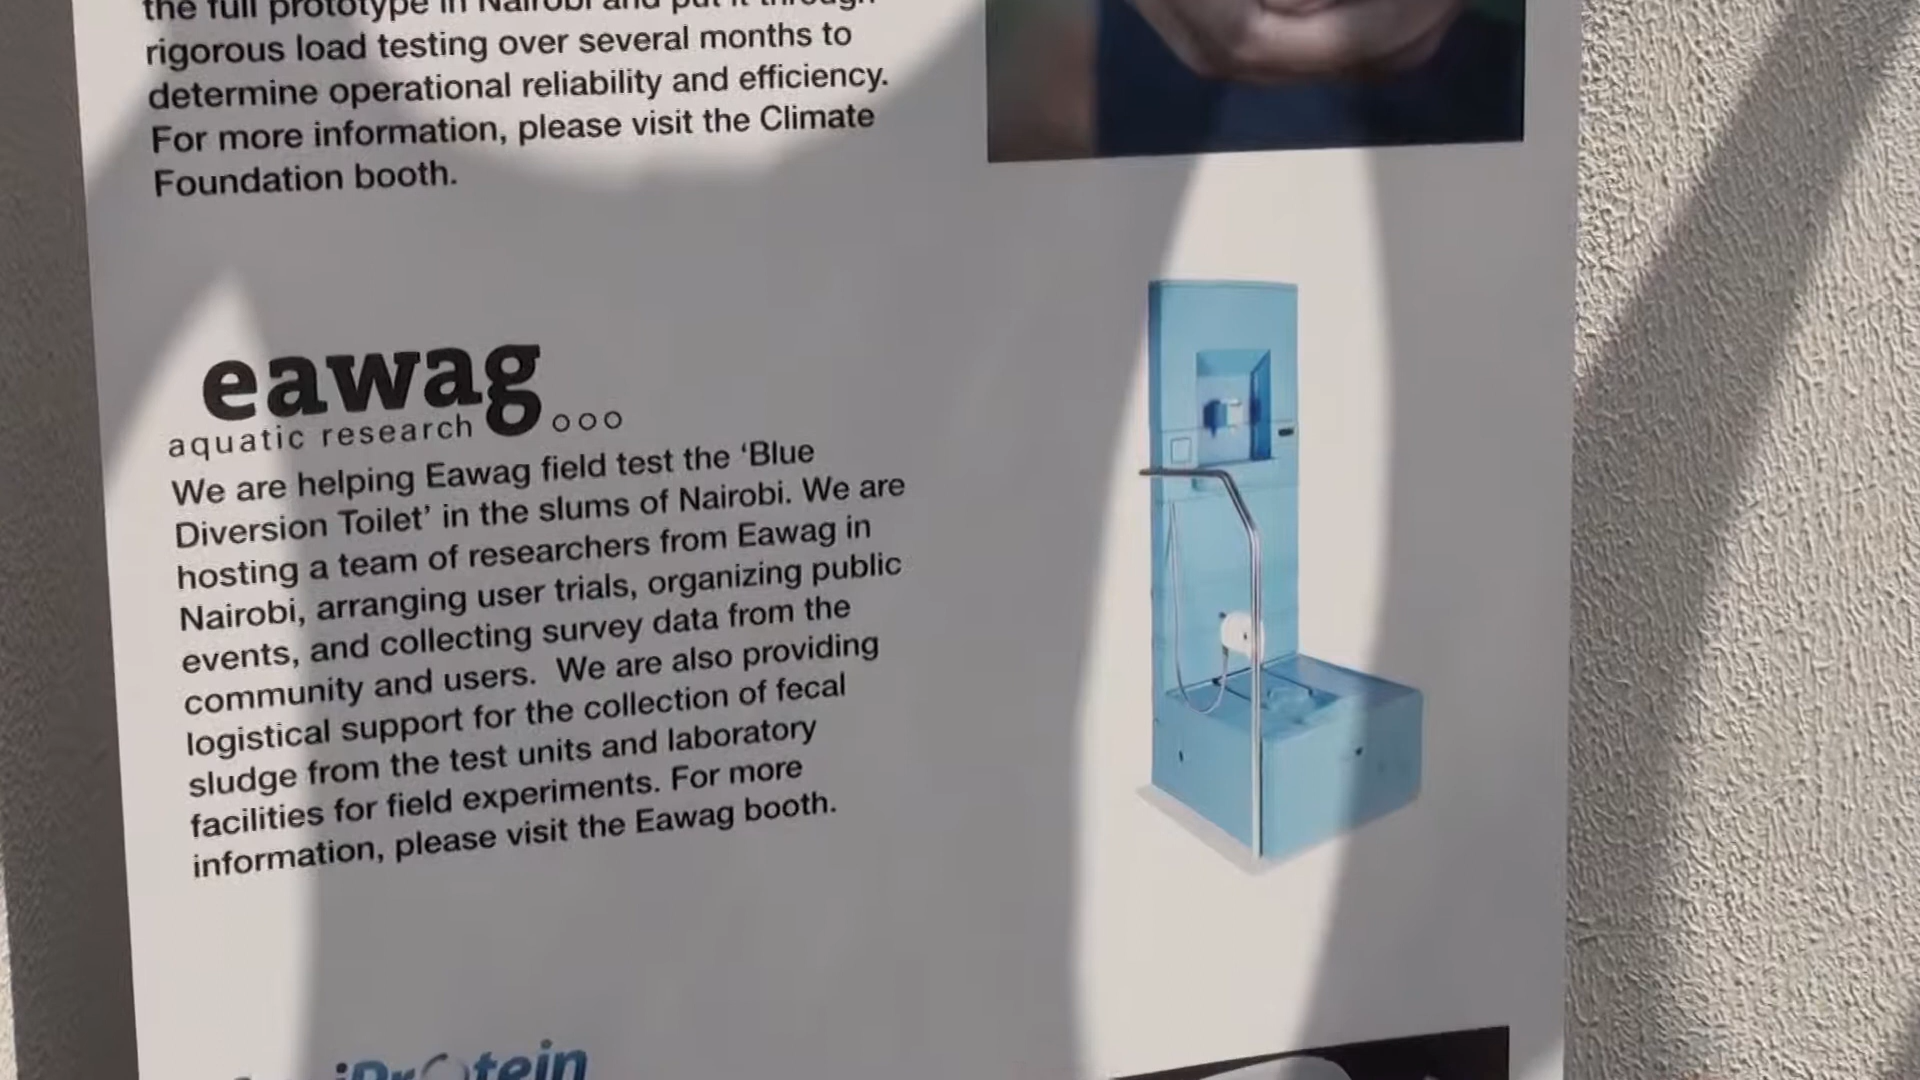 the full prototype in Nairobi and put it through
rigorous load testing over several months to
determine operational reliability and efficiency.
For more information, please visit the Climate
Foundation booth.
eawag
aquatic research ooo
We are helping Eawag field test the ‘Blue
Diversion Toilet’ in the slums of Nairobi. We are
hosting a team of researchers from Eawag in
Nairobi, arranging user trials, organizing public
events, and collecting survey data from the
community and users. We are also providing
logistical support for the collection of fecal
sludge from the test units and laboratory
facilities for field experiments. For more
information, please visit the Eawag booth.